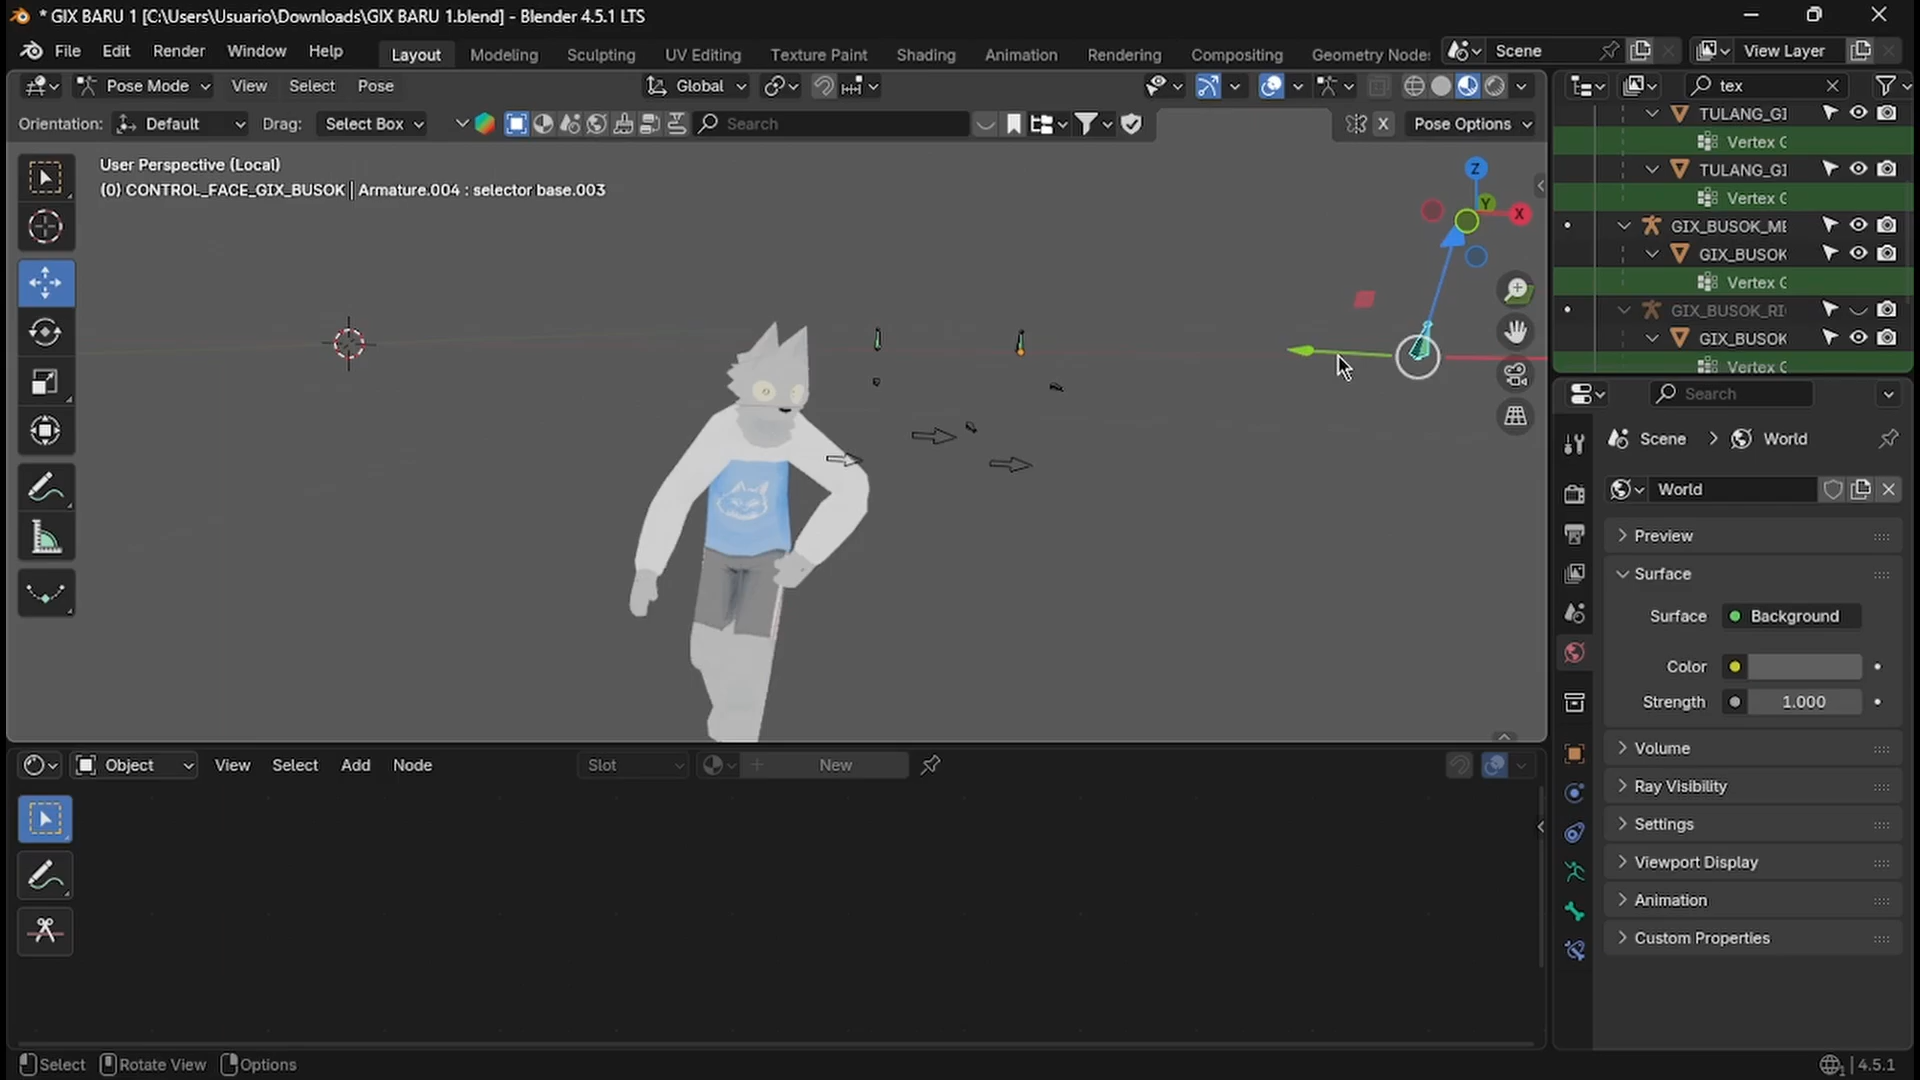 * GIX BARU 1 [C:\Users\Usuario\Downloads\GIX BARU 1.blend] - Blender 4.5.1 LTS
File Edit Render Window Help Layout Modeling Sculpting UV Editing Texture Paint Shading Animation Rendering Compositing Geometry Node: Scene View Layer
Pose Mode View Select Pose Global tex
Orientation: Default Drag: Select Box Search X Pose Options
User Perspective (Local)
(0) CONTROL_FACE_GIX_BUSOK | Armature.004 : selector base.003
Z
Y
X
TULANG_GI
Vertex G
TULANG_GI
Vertex G
GIX_BUSOK_ME
GIX_BUSOK
Vertex G
GIX_BUSOK_RI
GIX_BUSOK
Vertex G
Search
Scene > World
World
Preview
Surface
Surface Background
Color
Strength 1.000
Volume
Ray Visibility
Settings
Viewport Display
Animation
Custom Properties
Object View Select Add Node Slot New
Select Rotate View Options 4.5.1